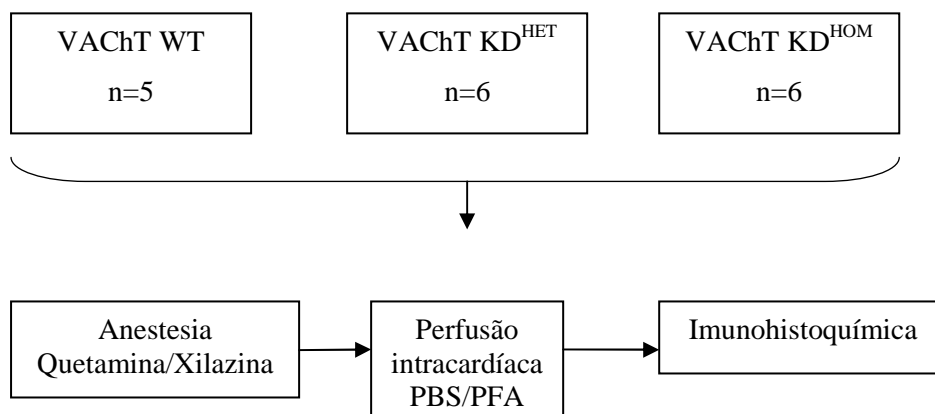 VAChT WT
n=5
VAChT KD^HET
n=6
VAChT KD^HOM
n=6
Anestesia
Quetamina/Xilazina
Perfusão
intracardíaca
PBS/PFA
Imunohistoquímica